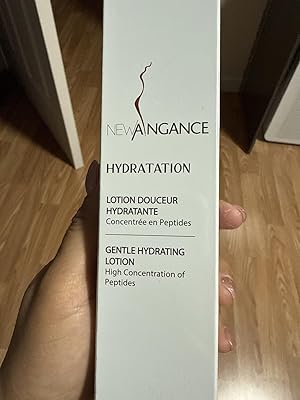 NEWANGANCE
HYDRATATION
LOTION DOUCEUR
HYDRATANTE
Concentrée en Peptides
GENTLE HYDRATING
LOTION
High Concentration of
Peptides